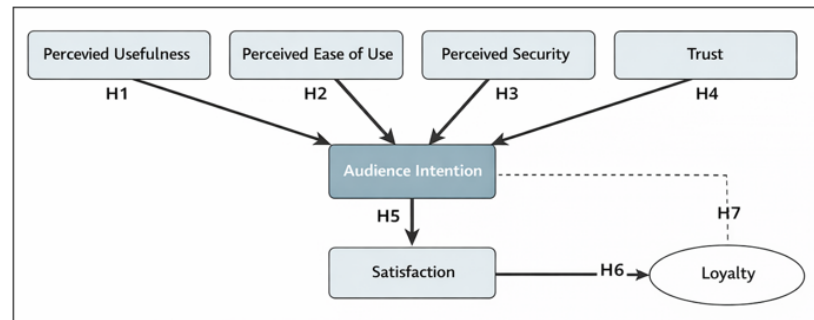 Percevied Usefulness
Perceived Ease of Use
Perceived Security
Trust
H1
H2
H3
H4
Audience Intention
H5
H7
Satisfaction
H6
Loyalty